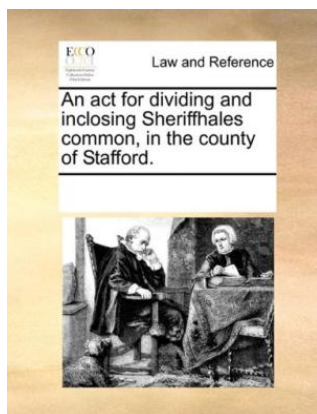 ECCO
Law and Reference
An act for dividing and
inclosing Sheriffhales
common, in the county
of Stafford.